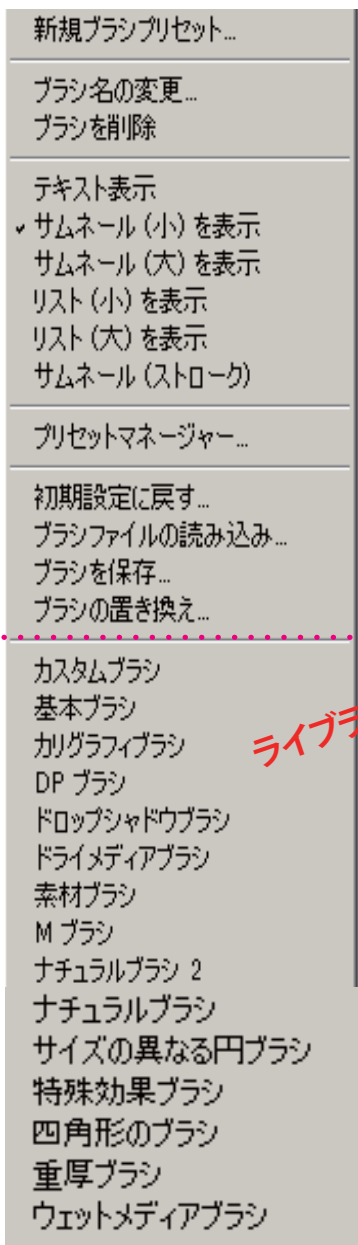 新規ブラシプリセット...
ブラシ名の変更...
ブラシを削除
テキスト表示
サムネール (小) を表示
サムネール (大) を表示
リスト (小) を表示
リスト (大) を表示
サムネール (ストローク)
プリセットマネージャー...
初期設定に戻す...
ブラシファイルの読み込み...
ブラシを保存...
ブラシの置き換え...
カスタムブラシ
基本ブラシ
カリグラフィブラシ
ライブラ
DP ブラシ
ドロップシャドウブラシ
ドライメディアブラシ
素材ブラシ
M ブラシ
ナチュラルブラシ 2
ナチュラルブラシ
サイズの異なる円ブラシ
特殊効果ブラシ
四角形のブラシ
重厚ブラシ
ウェットメディアブラシ